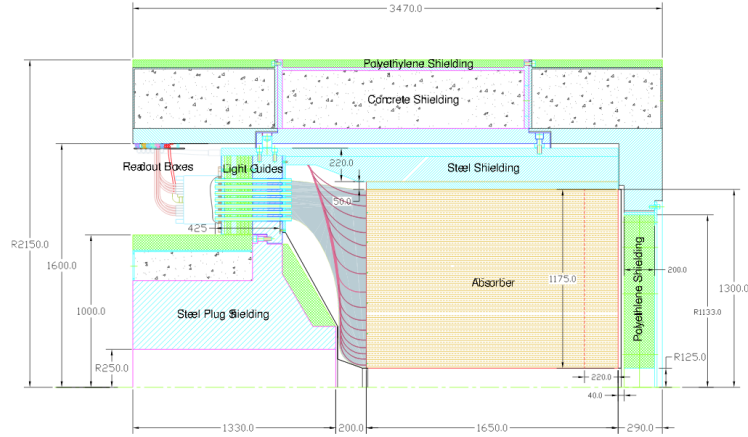 3470.0
Polyethylene Shielding
Concrete Shielding
Readout Boxes
Light Guides
220.0
Steel Shielding
50.0
425
R2150.0
1600.0
1000.0
R250.0
Steel Plug Shielding
Absorber
1175.0
Polyethlene Shielding
200.0
R1133.0
1300.0
R125.0
220.0
40.0
1330.0
200.0
1650.0
290.0